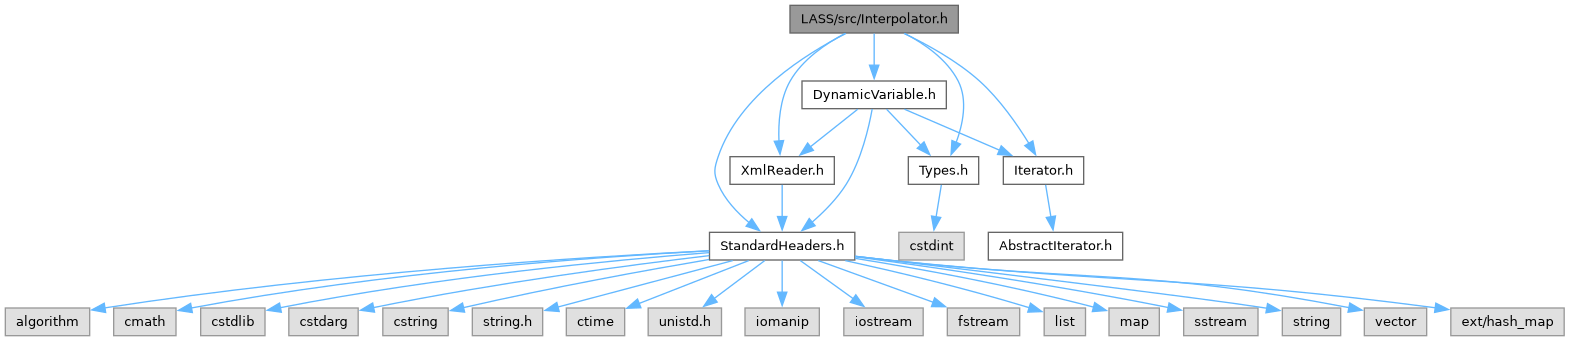 LASS/src/Interpolator.h
DynamicVariable.h
XmlReader.h
Types.h
Iterator.h
StandardHeaders.h
cstdint
AbstractIterator.h
algorithm
cmath
cstdlib
cstdarg
cstring
string.h
ctime
unistd.h
iomanip
iostream
fstream
list
map
sstream
string
vector
ext/hash_map